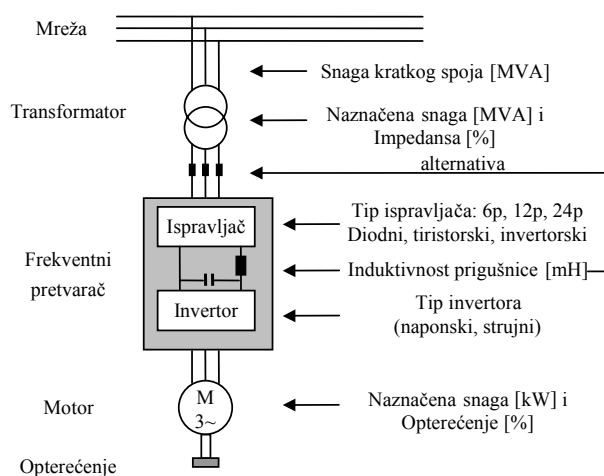 Mreža
Snaga kratkog spoja [MVA]
Transformator
Naznačena snaga [MVA] i
Impedansa [%]
alternativa
Ispravljač
Tip ispravljača: 6p, 12p, 24p
Diodni, tiristorski, invertorski
Frekventni
pretvarač
Induktivnost prigušnice [mH]
Invertor
Tip invertora
(naponski, strujni)
Motor
M
3~
Naznačena snaga [kW] i
Opterećenje [%]
Opterećenje